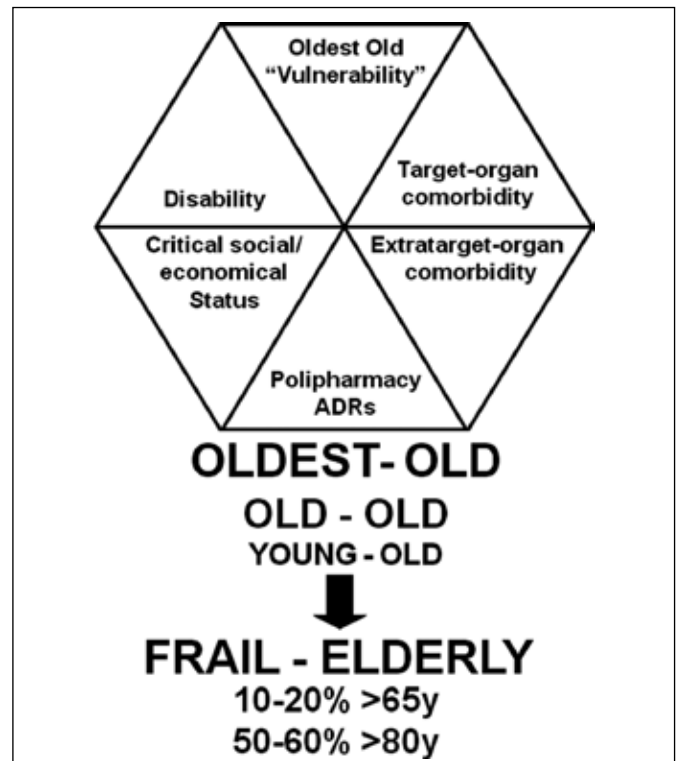 Oldest Old
“Vulnerability”
Target-organ
comorbidity
Disability
Critical social/
economical
Status
Extratarget-organ
comorbidity
Polipharmacy
ADRs
OLDEST- OLD
OLD - OLD
YOUNG - OLD
FRAIL - ELDERLY
10-20% >65y
50-60% >80y